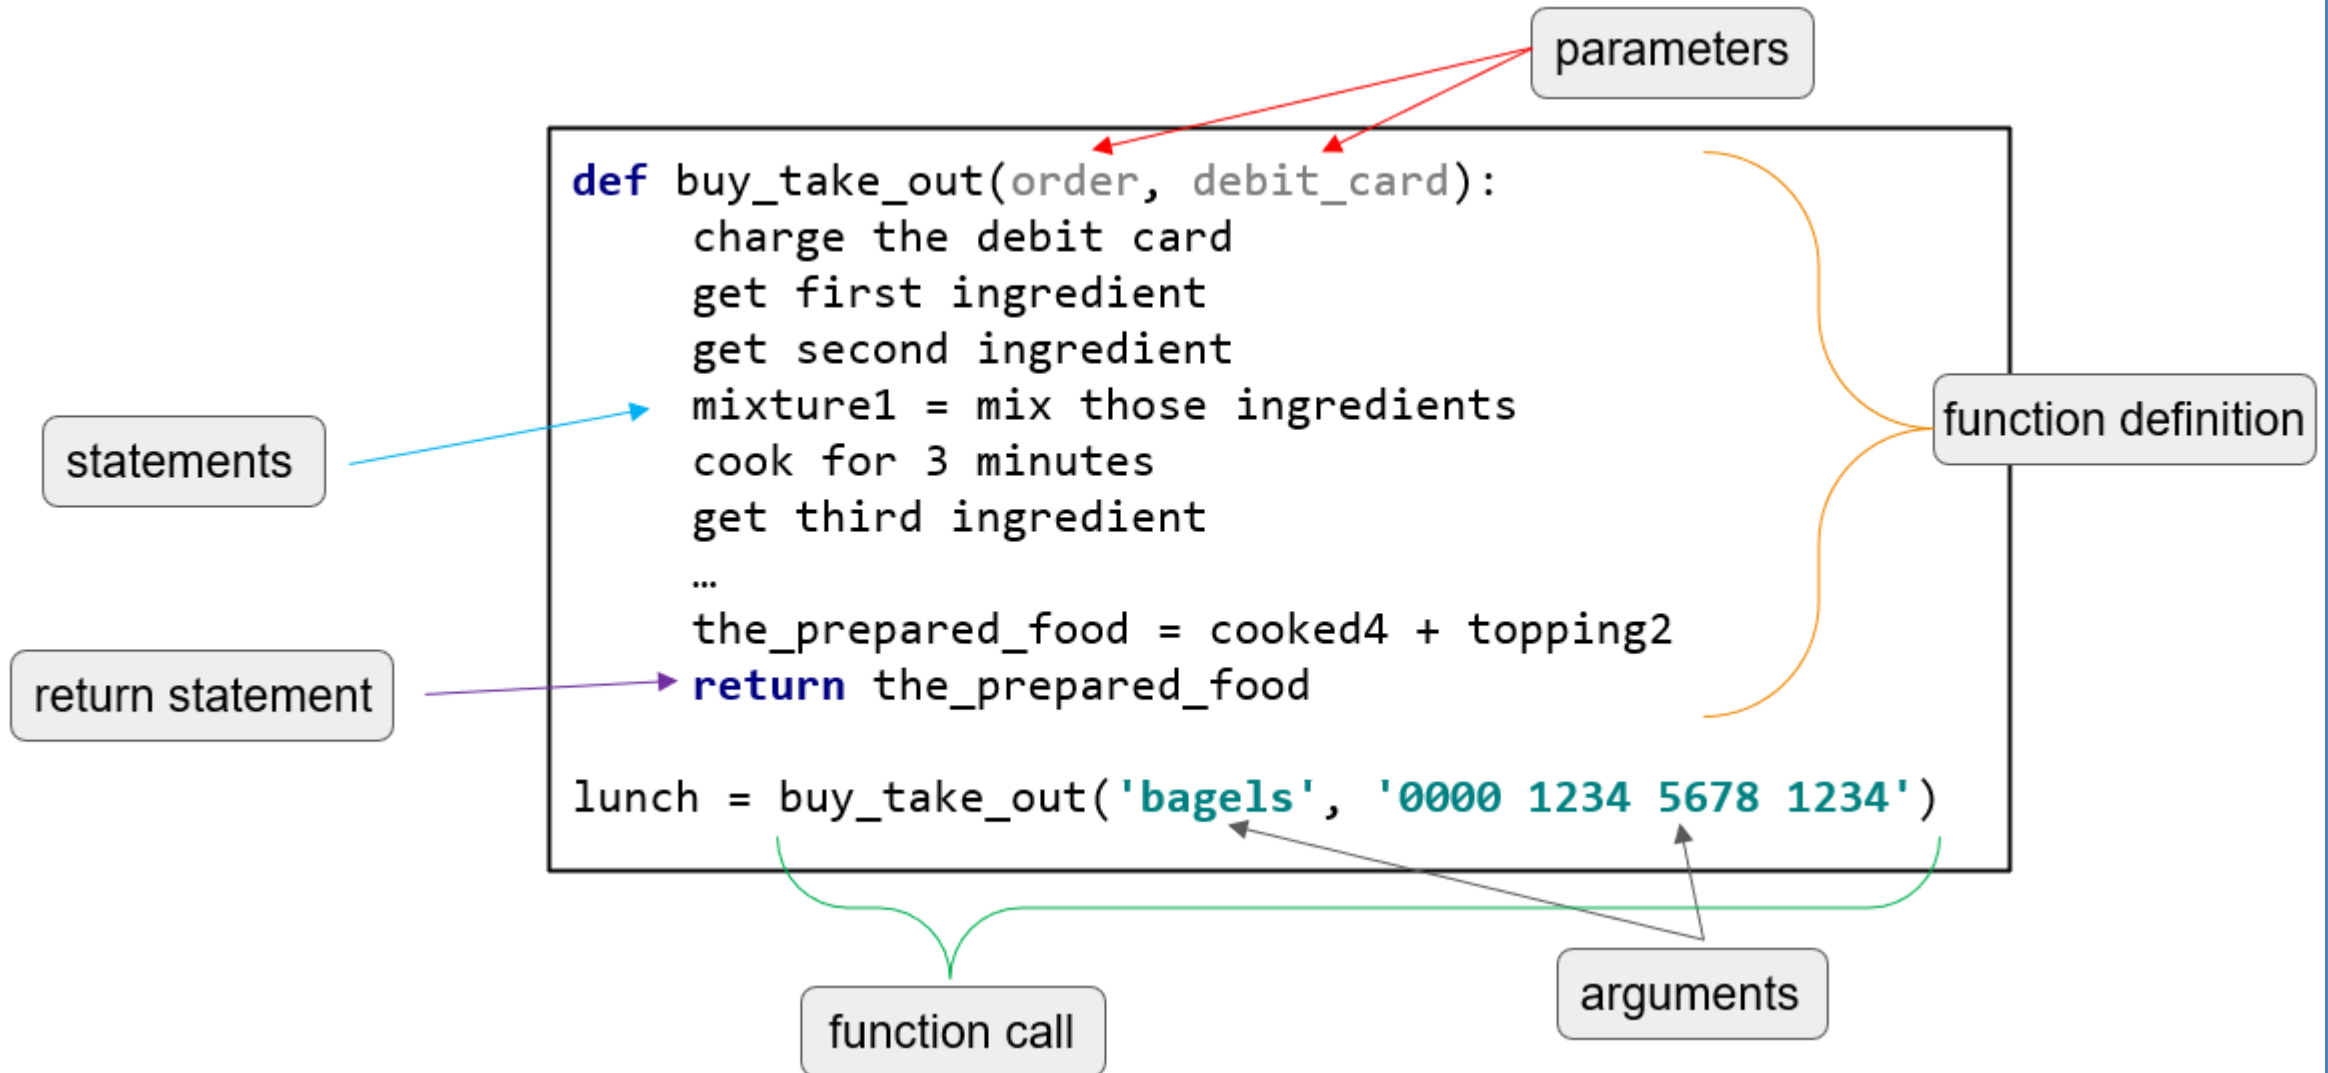 parameters
def buy_take_out(order, debit_card):
charge the debit card
get first ingredient
get second ingredient
mixture1 = mix those ingredients
cook for 3 minutes
get third ingredient
…
the_prepared_food = cooked4 + topping2
return the_prepared_food
lunch = buy_take_out('bagels', '0000 1234 5678 1234')
statements
return statement
function definition
function call
arguments